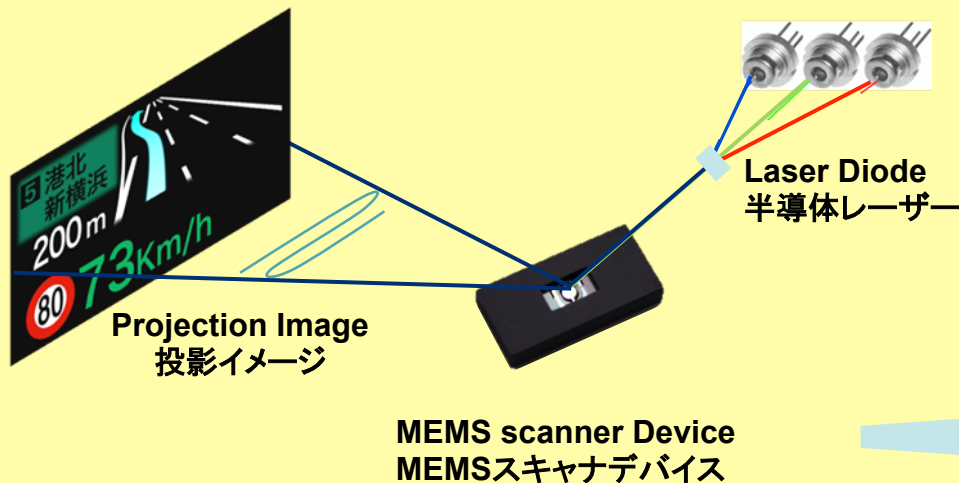 5 港北
新横浜
200m
73Km/h
80
Laser Diode
半導体レーザー
Projection Image
投影イメージ
MEMS scanner Device
MEMSスキャナデバイス